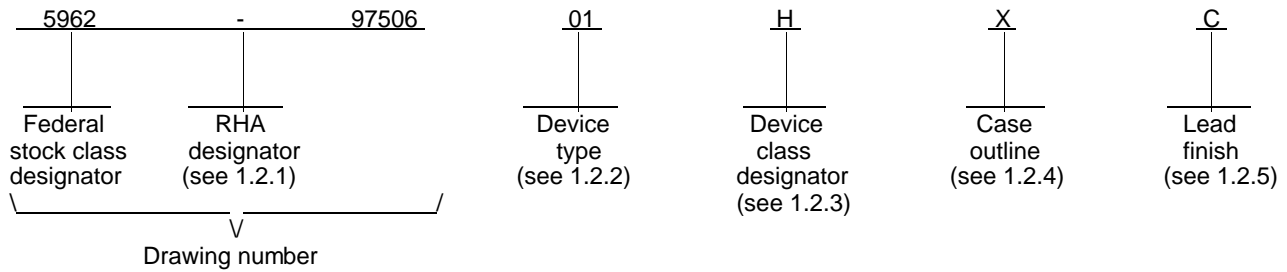 5962 - 97506 01 H X C
Federal stock class designator
RHA designator (see 1.2.1)
Device type (see 1.2.2)
Device class designator (see 1.2.3)
Case outline (see 1.2.4)
Lead finish (see 1.2.5)
Drawing number